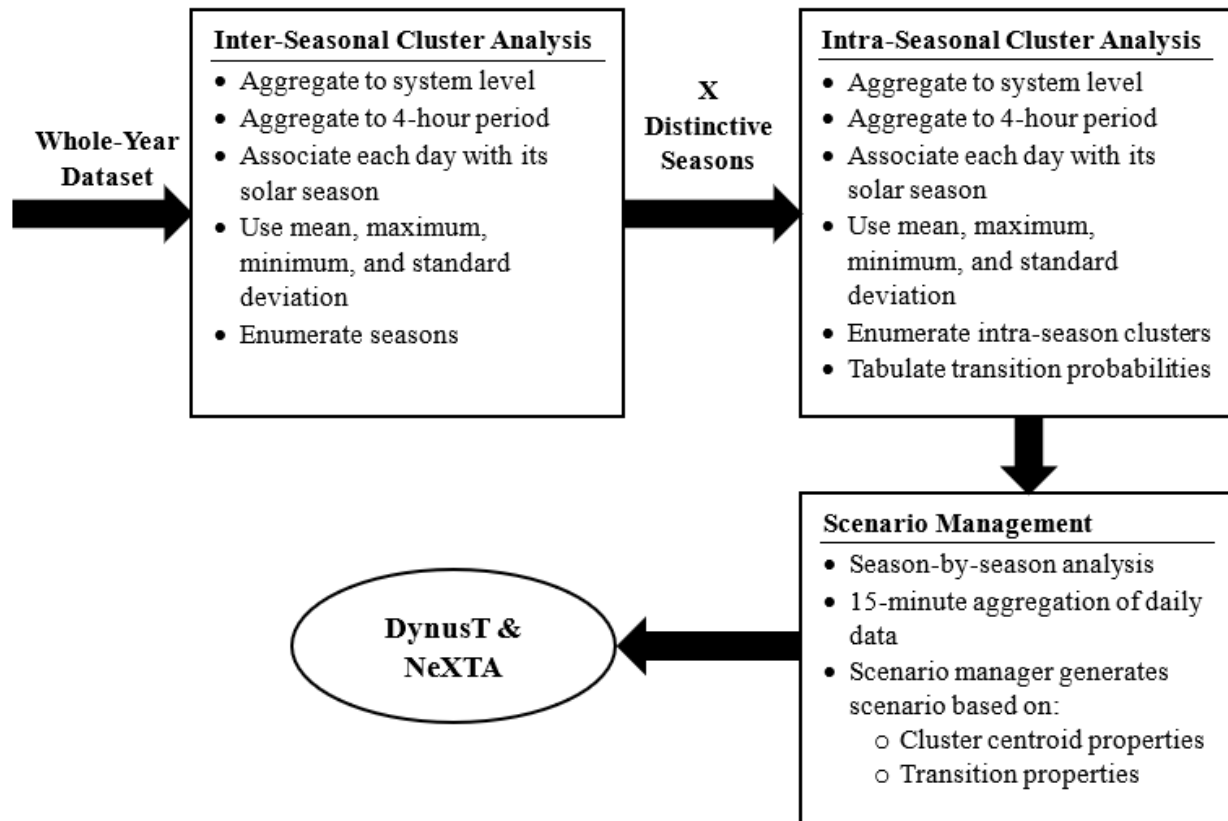 Whole-Year
Dataset
Inter-Seasonal Cluster Analysis
• Aggregate to system level
• Aggregate to 4-hour period
• Associate each day with its
solar season
• Use mean, maximum,
minimum, and standard
deviation
• Enumerate seasons
X
Distinctive
Seasons
Intra-Seasonal Cluster Analysis
• Aggregate to system level
• Aggregate to 4-hour period
• Associate each day with its
solar season
• Use mean, maximum,
minimum, and standard
deviation
• Enumerate intra-season clusters
• Tabulate transition probabilities
Scenario Management
• Season-by-season analysis
• 15-minute aggregation of daily
data
• Scenario manager generates
scenario based on:
o Cluster centroid properties
o Transition properties
DynusT &
NeXTA